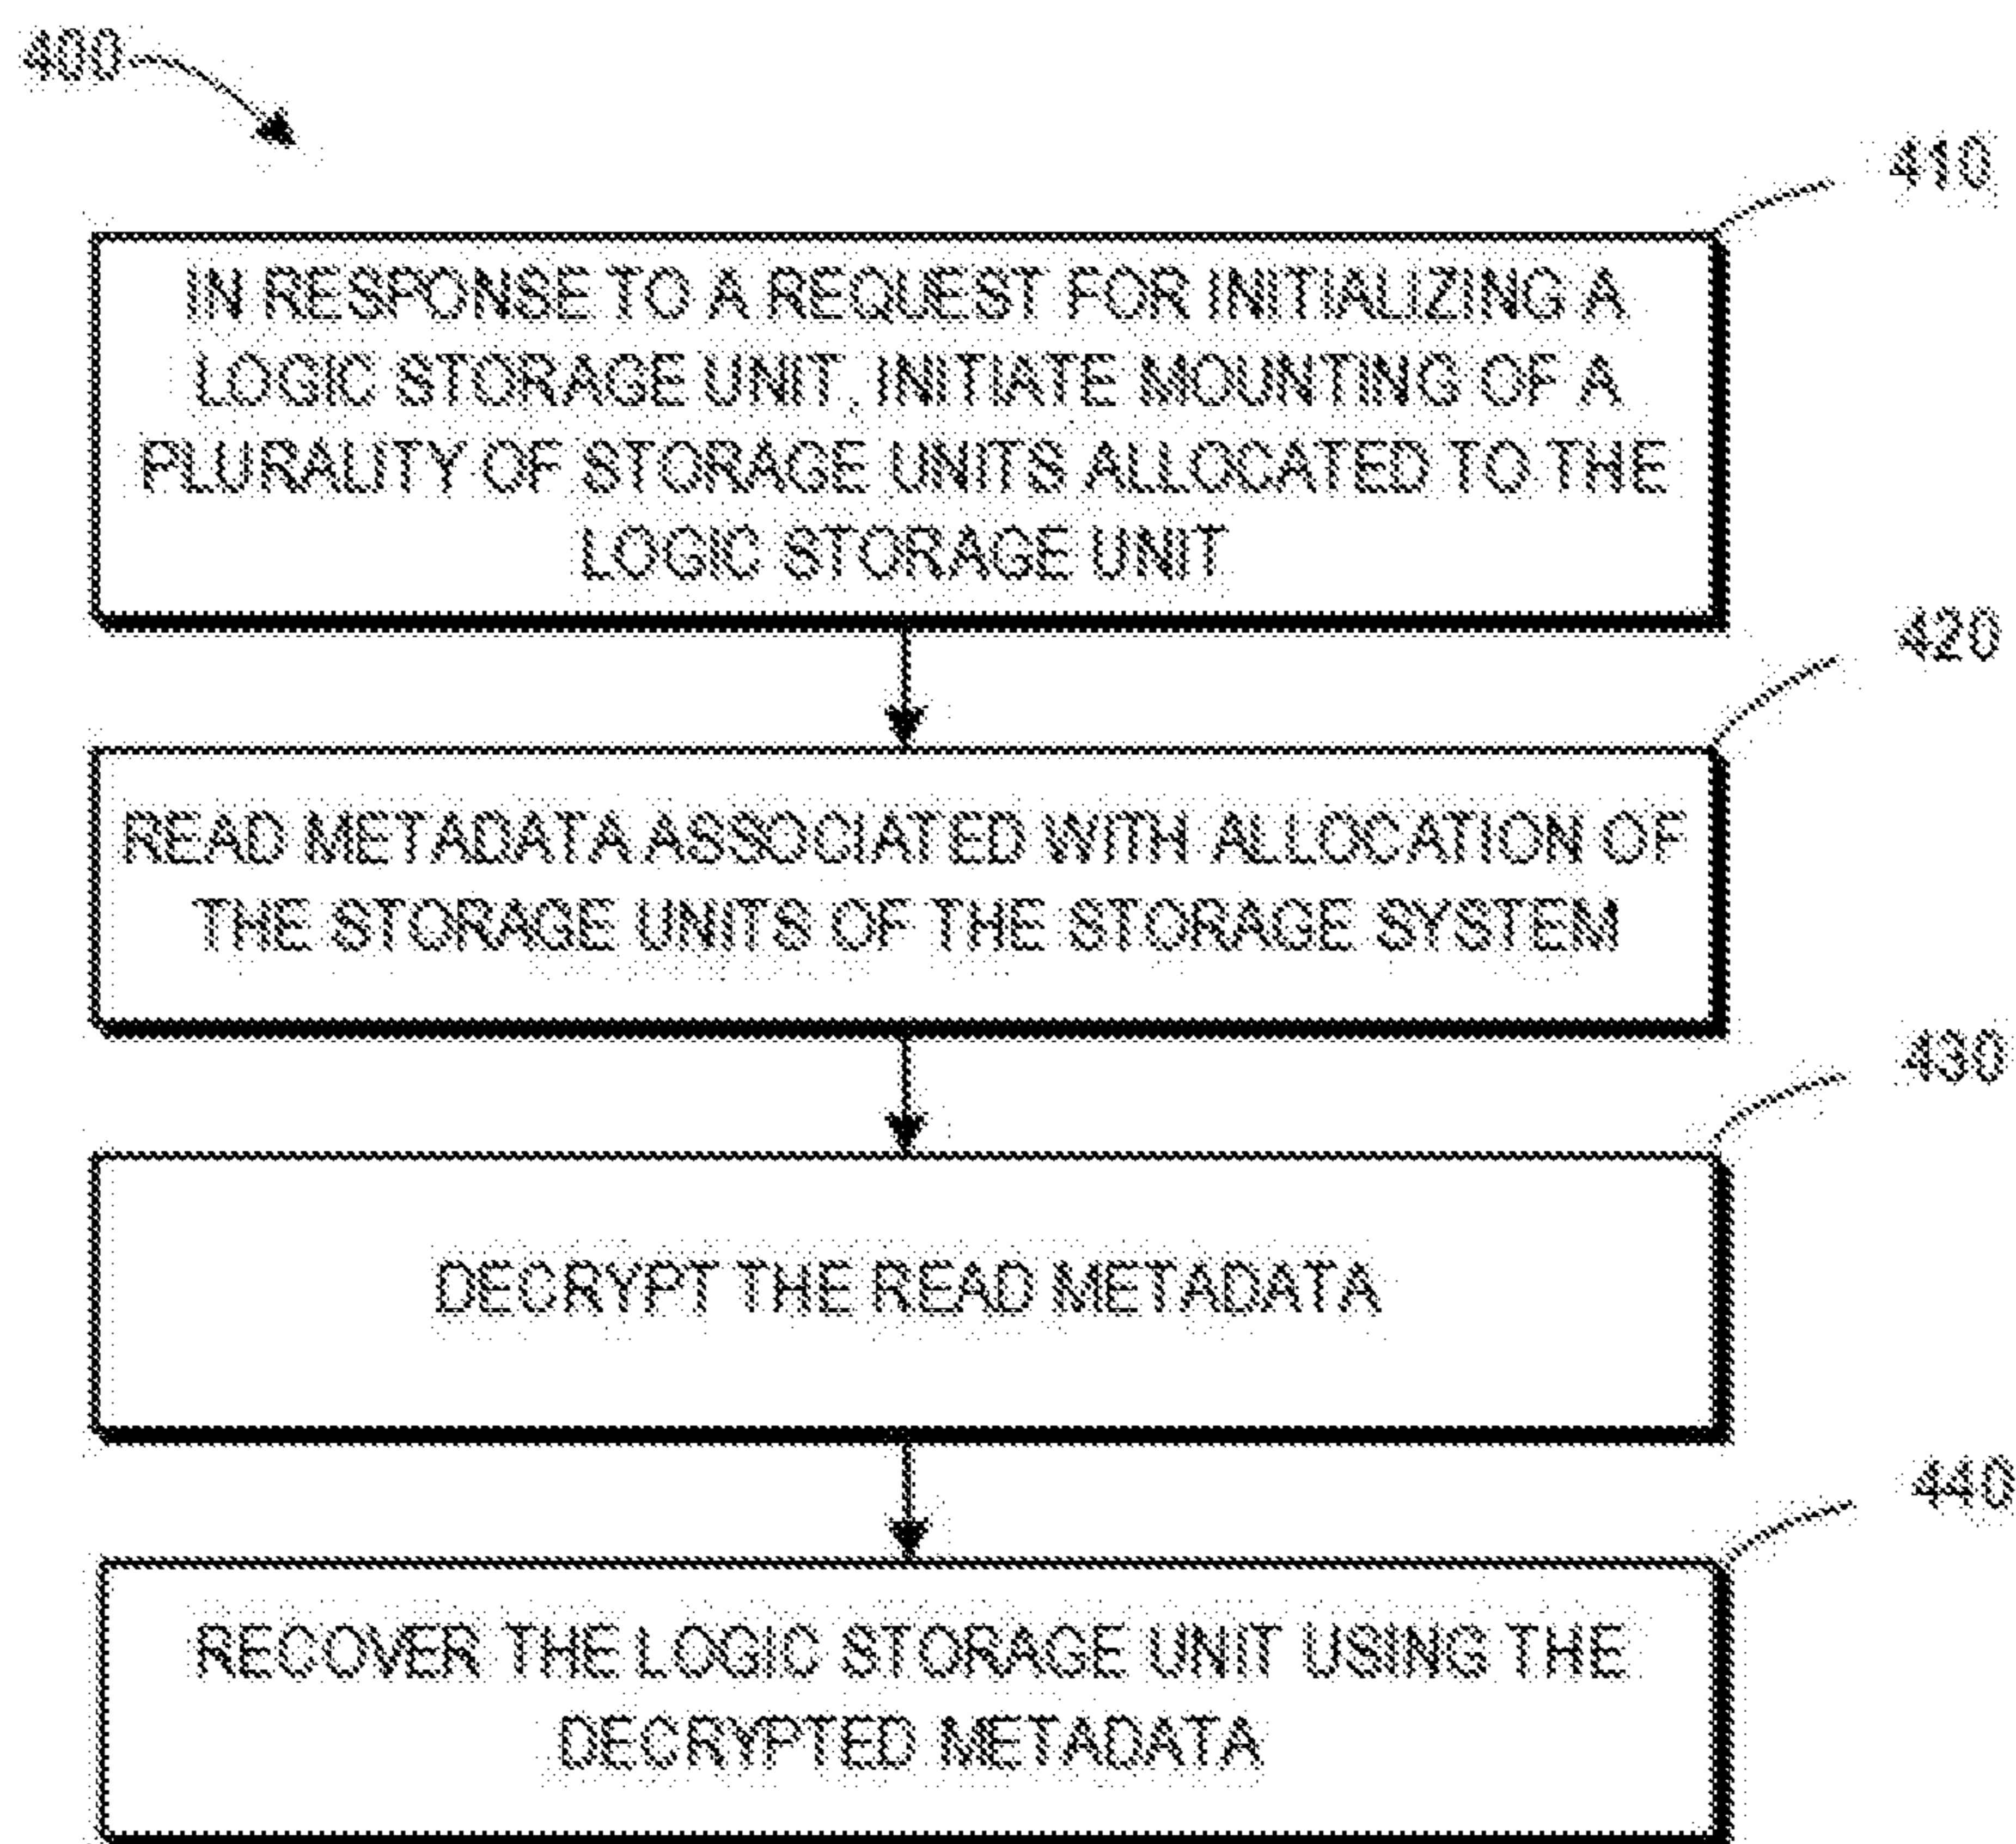 400
410
IN RESPONSE TO A REQUEST FOR INITIALIZING A
LOGIC STORAGE UNIT, INITIATE MOUNTING OF A
PLURALITY OF STORAGE UNITS ALLOCATED TO THE
LOGIC STORAGE UNIT
420
READ METADATA ASSOCIATED WITH ALLOCATION OF
THE STORAGE UNITS OF THE STORAGE SYSTEM
430
DECRYPT THE READ METADATA
440
RECOVER THE LOGIC STORAGE UNIT USING THE
DECRYPTED METADATA